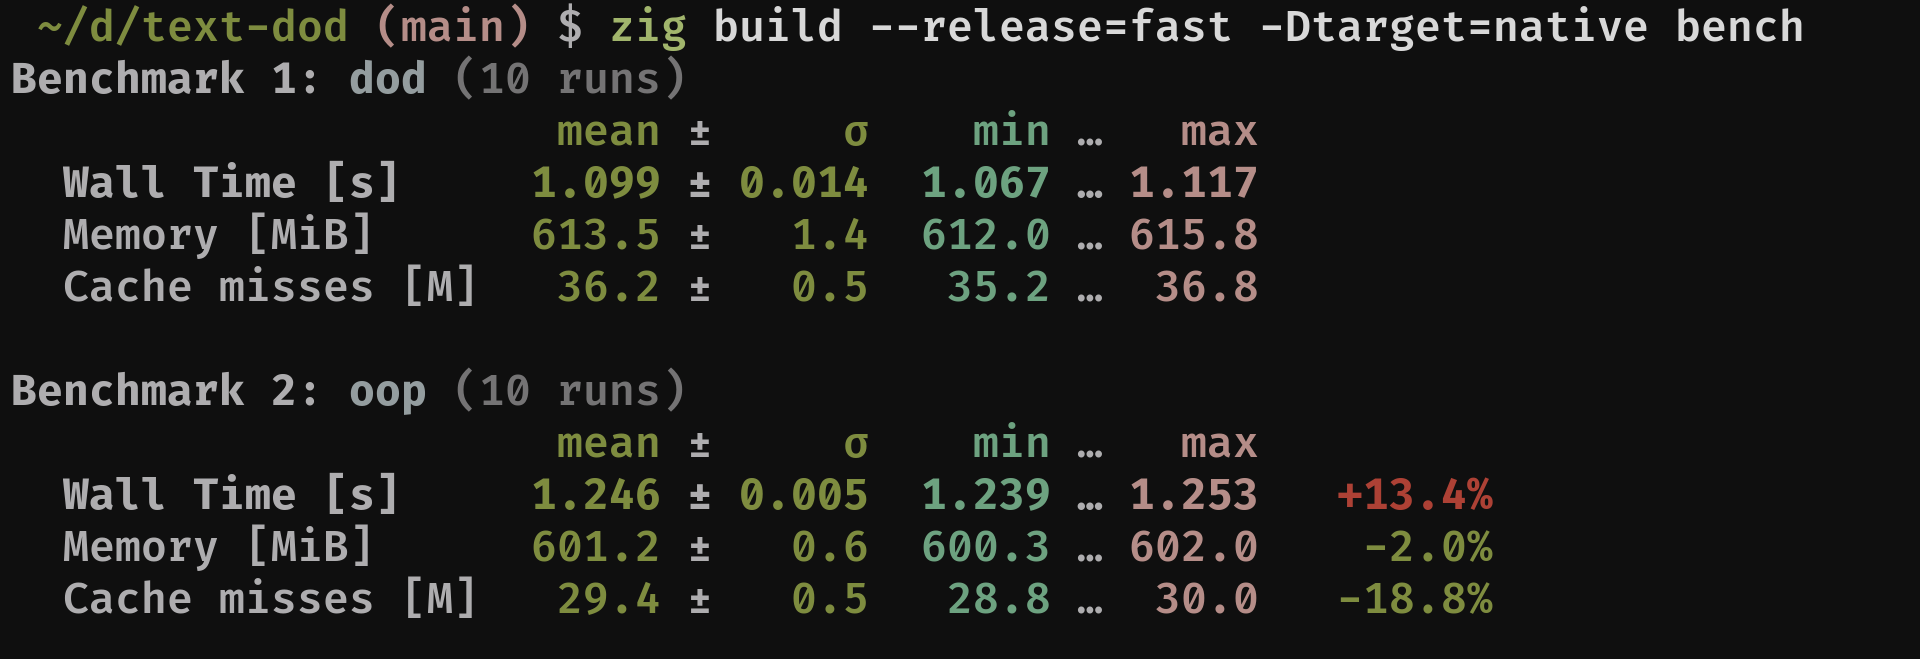 ~/d/text-dod (main) $ zig build --release=fast -Dtarget=native bench
Benchmark 1: dod (10 runs)
mean ± σ min … max
Wall Time [s] 1.099 ± 0.014 1.067 … 1.117
Memory [MiB] 613.5 ± 1.4 612.0 … 615.8
Cache misses [M] 36.2 ± 0.5 35.2 … 36.8
Benchmark 2: oop (10 runs)
mean ± σ min … max
Wall Time [s] 1.246 ± 0.005 1.239 … 1.253 +13.4%
Memory [MiB] 601.2 ± 0.6 600.3 … 602.0 -2.0%
Cache misses [M] 29.4 ± 0.5 28.8 … 30.0 -18.8%